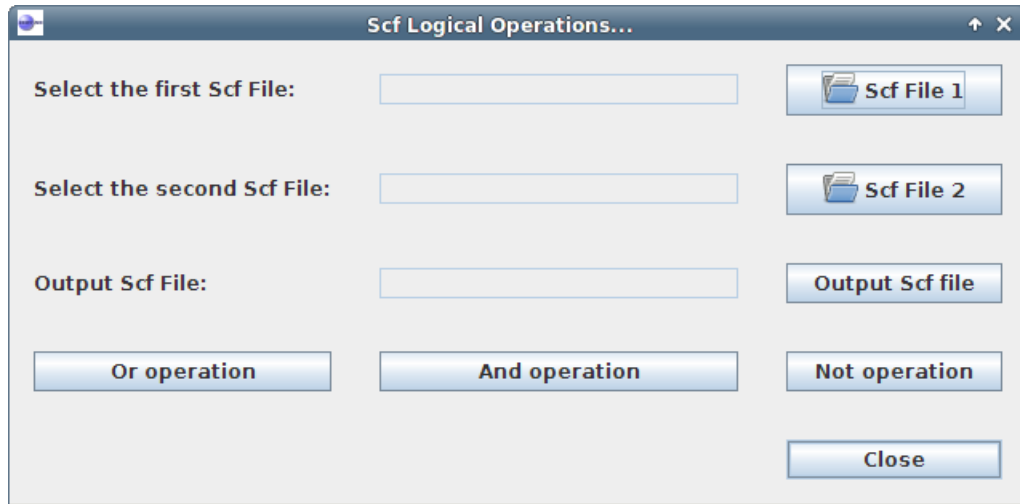 Scf Logical Operations...
Select the first Scf File:
Scf File 1
Select the second Scf File:
Scf File 2
Output Scf File:
Output Scf file
Or operation
And operation
Not operation
Close